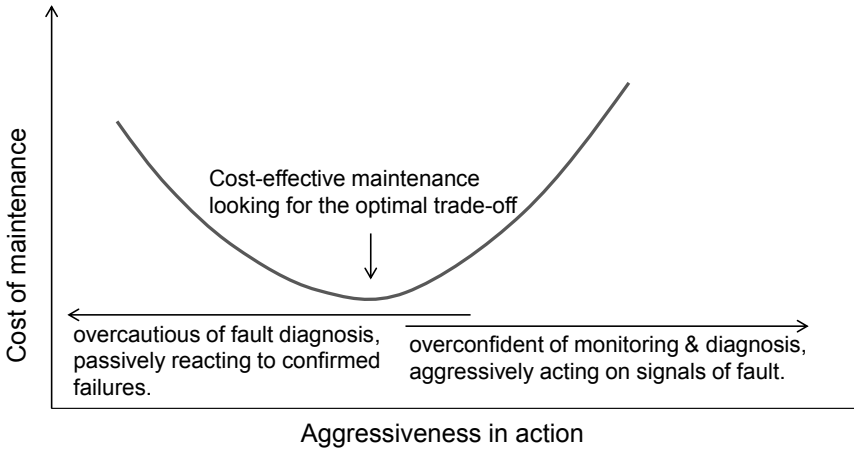 Cost of maintenance
Cost-effective maintenance
looking for the optimal trade-off
overcautious of fault diagnosis,
passively reacting to confirmed
failures.
overconfident of monitoring & diagnosis,
aggressively acting on signals of fault.
Aggressiveness in action